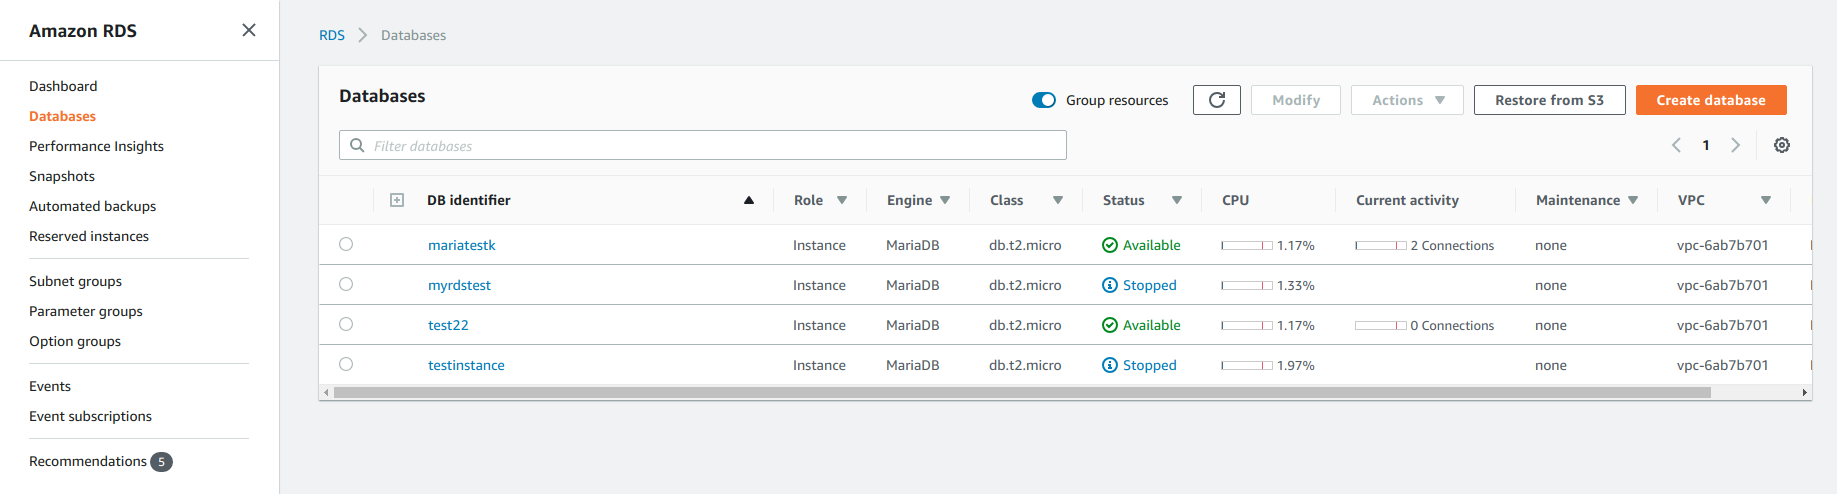 Amazon RDS
Dashboard
Databases
Performance Insights
Snapshots
Automated backups
Reserved instances
Subnet groups
Parameter groups
Option groups
Events
Event subscriptions
Recommendations 5
RDS Databases
Databases Group resources Modify Actions Restore from S3 Create database
Filter databases 1
DB identifier Role Engine Class Status CPU Current activity Maintenance VPC
mariatestk Instance MariaDB db.t2.micro Available 1.17% 2 Connections none vpc-6ab7b701
myrdstest Instance MariaDB db.t2.micro Stopped 1.33% none vpc-6ab7b701
test22 Instance MariaDB db.t2.micro Available 1.17% 0 Connections none vpc-6ab7b701
testinstance Instance MariaDB db.t2.micro Stopped 1.97% none vpc-6ab7b701